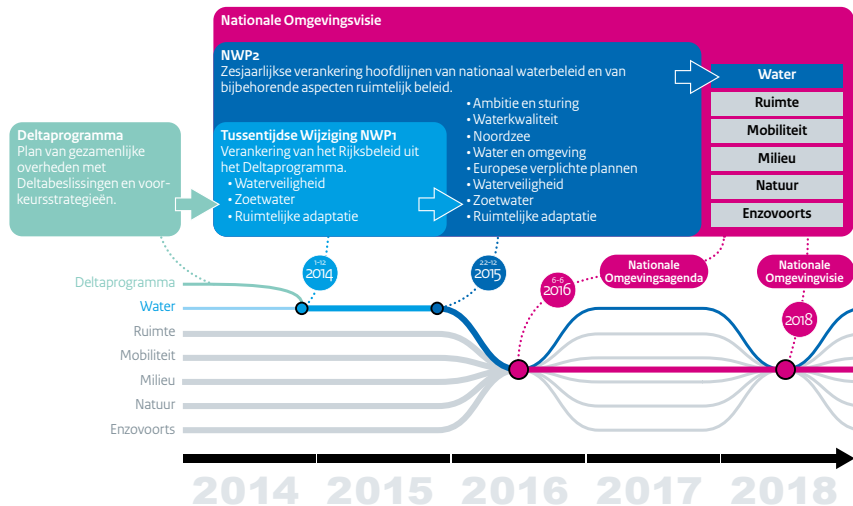 Nationale Omgevingsvisie
NWP2
Zesjaarlijkse verankering hoofdlijnen van nationaal waterbeleid en van
bijbehorende aspecten ruimtelijk beleid.
• Ambitie en sturing
• Waterkwaliteit
• Noordzee
• Water en omgeving
• Europese verplichte plannen
• Waterveiligheid
• Zoetwater
• Ruimtelijke adaptatie
Water
Ruimte
Mobiliteit
Milieu
Natuur
Enzovoorts
Deltaprogramma
Plan van gezamenlijke
overheden met
Deltabeslissingen en voor-
keursstrategieën.
Tussentijdse Wijziging NWP1
Verankering van het Rijksbeleid uit
het Deltaprogramma.
• Waterveiligheid
• Zoetwater
• Ruimtelijke adaptatie
1-12
2014
22-12
2015
6-6
2016
Nationale
Omgevingsagenda
Nationale
Omgevingvisie
2018
Deltaprogramma
Water
Ruimte
Mobiliteit
Milieu
Natuur
Enzovoorts
2014
2015
2016
2017
2018